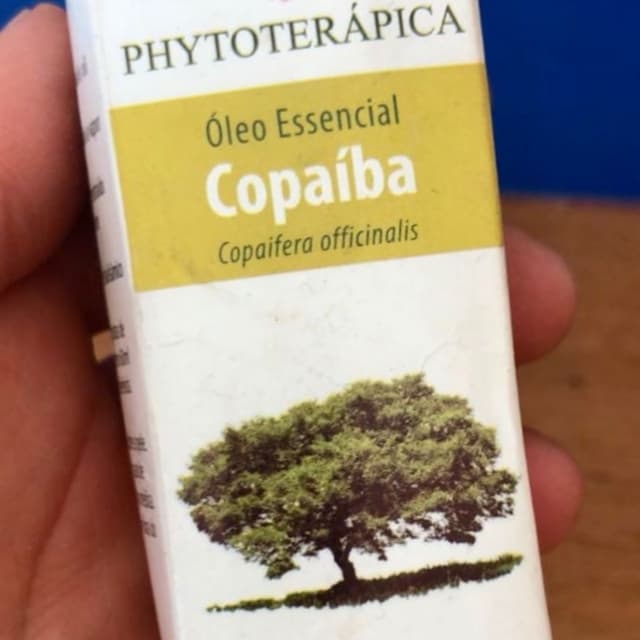 PHYTOTERÁPICA
Óleo Essencial
Copaíba
Copaifera officinalis